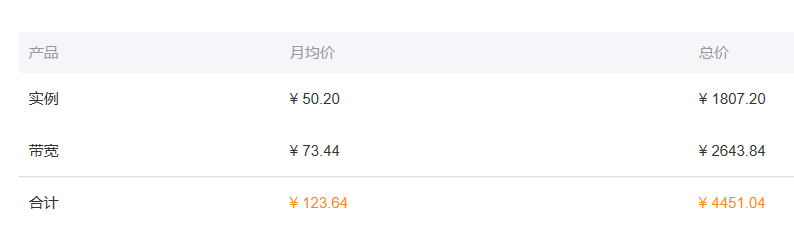 产品 月均价 总价
实例 ¥ 50.20 ¥ 1807.20
带宽 ¥ 73.44 ¥ 2643.84
合计 ¥ 123.64 ¥ 4451.04